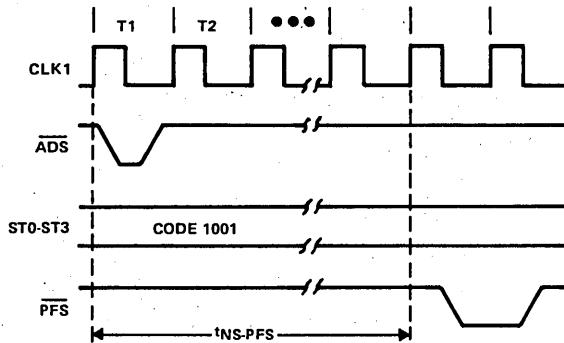 T1 T2 •••
CLK1
ADS
ST0-ST3 CODE 1001
PFS
tNS-PFS